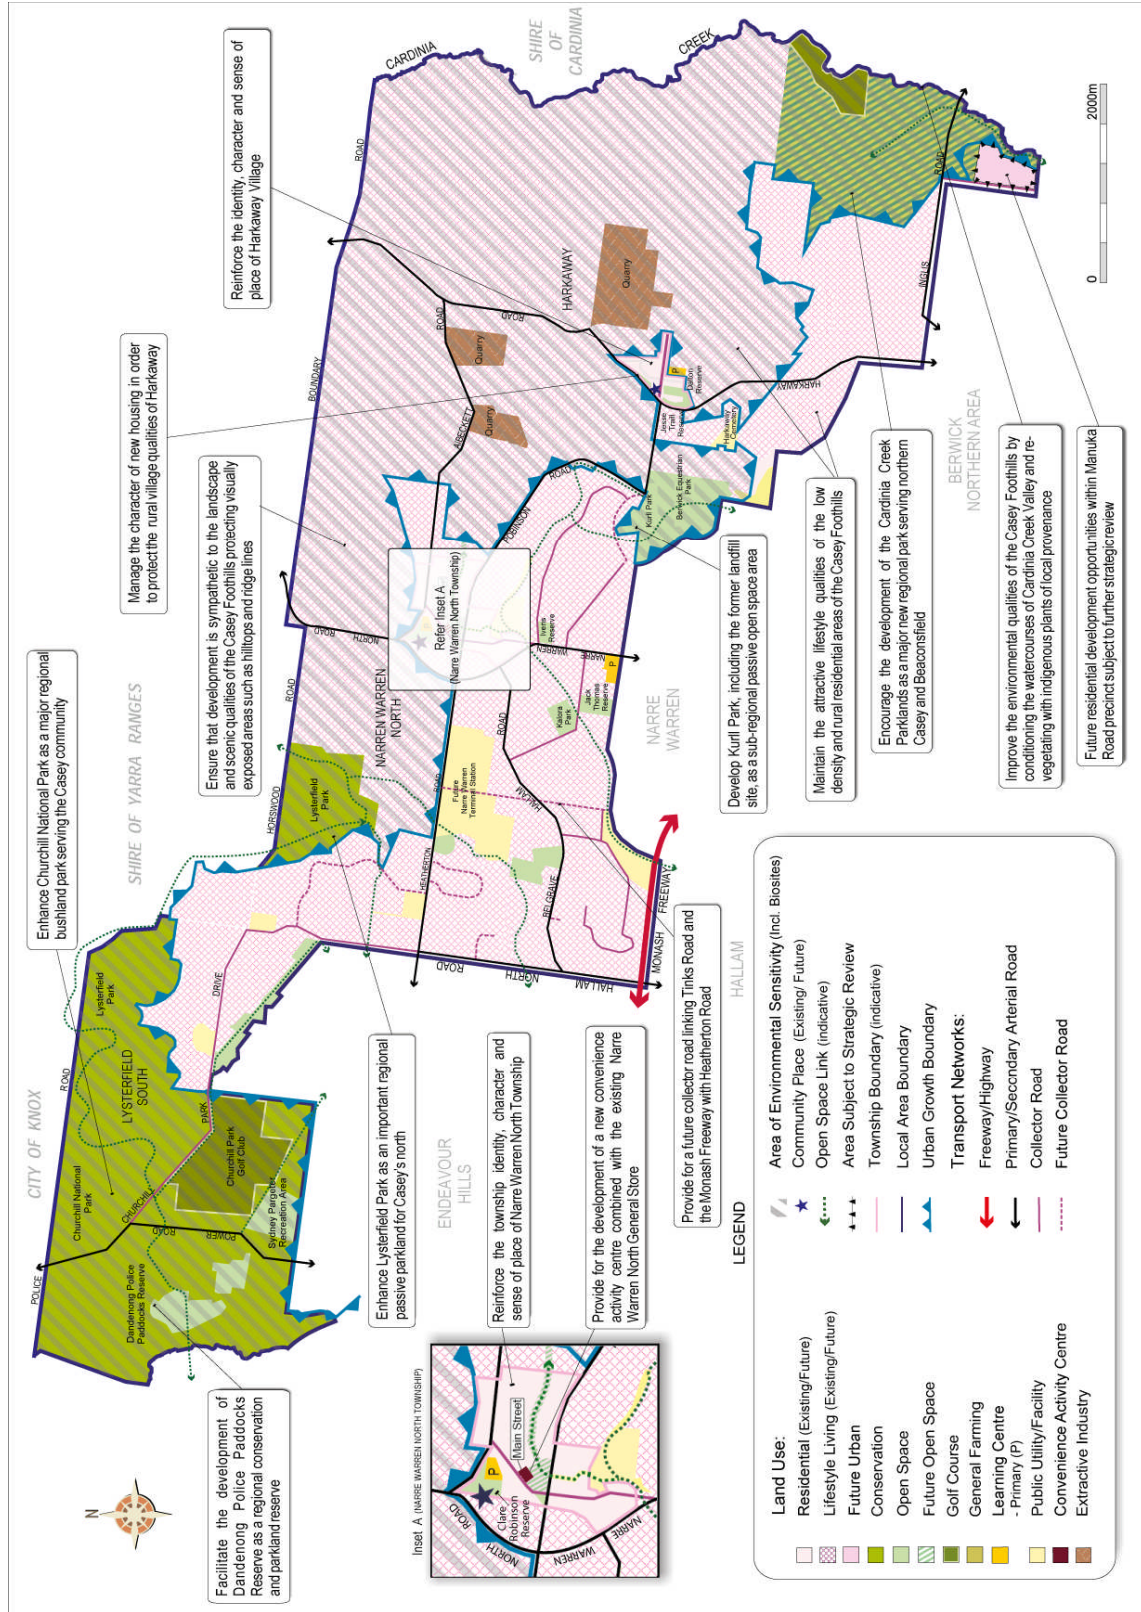 CITY OF KNOX
SHIRE OF YARRA RANGES
SHIRE
OF
CARDINIA
Enhance Churchill National Park as a major regional
bushland park serving the Casey community
Ensure that development is sympathetic to the landscape
and scenic qualities of the Casey Foothills protecting visually
exposed areas such as hilltops and ridge lines
Manage the character of new housing in order
to protect the rural village qualities of Harkaway
Reinforce the identity, character and sense of
place of Harkaway Village
N
POLICE
ROAD
Churchill National
Park
LYSTERFIELD
SOUTH
Lysterfield
Park
Dandenong Police
Paddocks Reserve
CHURCHILL
PARK
DRIVE
POWER
ROAD
Churchill Park
Golf Club
Sydney Pargeter
Recreation Area
HORSWOOD
ROAD
Lysterfield
Park
NARREN WARREN
NORTH
NORTH
ROAD
BOUNDARY
ROAD
CARDINIA
CREEK
A'BECKETT
ROAD
ROAD
Quarry
Quarry
Quarry
HARKAWAY
Refer Inset A
(Narre Warren North Township)
ROBINSON
ROAD
HEATHERTON
ROAD
Future
Narre Warren
Terminal Station
BELGRAVE
HALLAM
ROAD
HALLAM
NORTH
ROAD
MONASH
FREEWAY
Kalora
Park
Jack
Thomas
Reserve
P
Ivens
Reserve
NARRE
WARREN
Kurll Park
Berwick Equestrian
Park
Jesse
Traill
Reserve
Harkaway
Cemetery
P
Dalton
Reserve
HARKAWAY
INGLIS
ROAD
ENDEAVOUR
HILLS
HALLAM
NARRE
WARREN
BERWICK
NORTHERN AREA
0
2000m
Facilitate the development of
Dandenong Police Paddocks
Reserve as a regional conservation
and parkland reserve
Enhance Lysterfield Park as an important regional
passive parkland for Casey's north
Reinforce the township identity, character and
sense of place of Narre Warren North Township
Provide for the development of a new convenience
activity centre combined with the existing Narre
Warren North General Store
Provide for a future collector road linking Tinks Road and
the Monash Freeway with Heatherton Road
Develop Kurll Park, including the former landfill
site, as a sub-regional passive open space area
Maintain the attractive lifestyle qualities of the low
density and rural residential areas of the Casey Foothills
Encourage the development of the Cardinia Creek
Parklands as a major new regional park serving northern
Casey and Beaconsfield
Improve the environmental qualities of the Casey Foothills by
conditioning the watercourses of Cardinia Creek Valley and re-
vegetating with indigenous plants of local provenance
Future residential development opportunities within Manuka
Road precinct subject to further strategic review
Inset A (NARRE WARREN NORTH TOWNSHIP)
ROAD
NORTH
WARREN
NARRE
Clare
Robinson
Reserve
P
Main Street
LEGEND
Land Use:
Residential (Existing/Future)
Lifestyle Living (Existing/Future)
Future Urban
Conservation
Open Space
Future Open Space
Golf Course
General Farming
Learning Centre
- Primary (P)
Public Utility/Facility
Convenience Activity Centre
Extractive Industry
Area of Environmental Sensitivity (Incl. Biosites)
Community Place (Existing/ Future)
Open Space Link (indicative)
Area Subject to Strategic Review
Township Boundary (indicative)
Local Area Boundary
Urban Growth Boundary
Transport Networks:
Freeway/Highway
Primary/Secondary Arterial Road
Collector Road
Future Collector Road